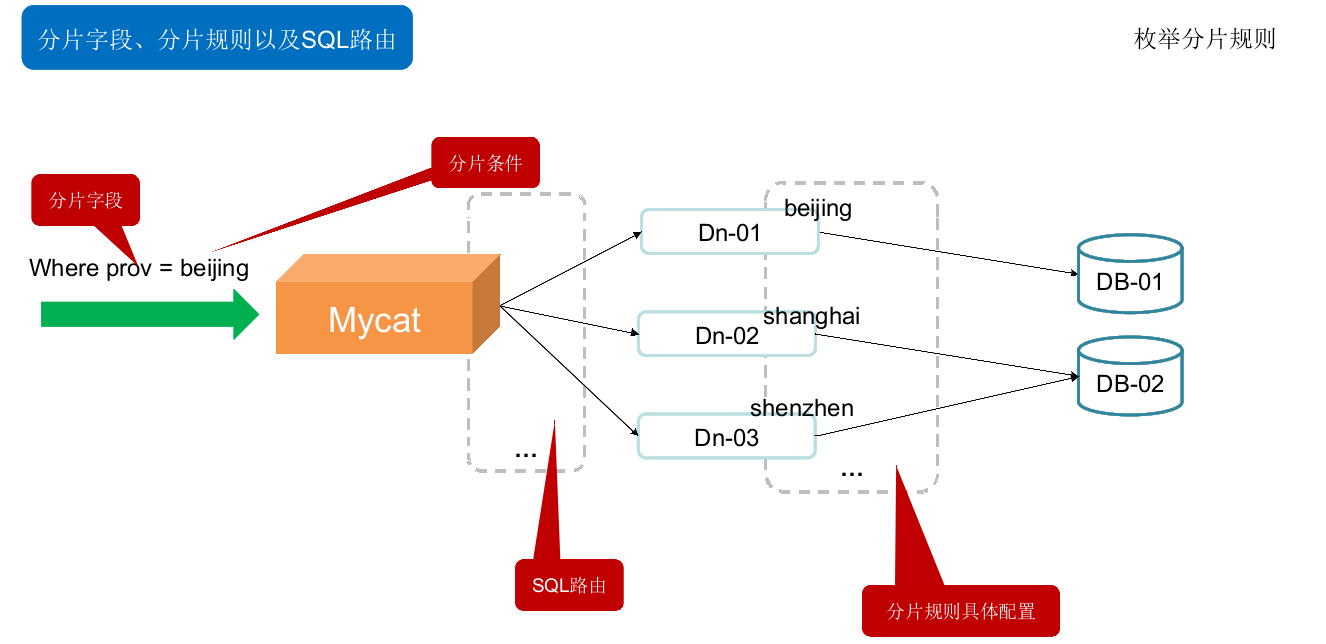 分片字段、分片规则以及SQL路由
枚举分片规则
分片条件
分片字段
Where prov = beijing
Mycat
beijing
Dn-01
DB-01
shanghai
Dn-02
DB-02
shenzhen
Dn-03
...
...
SQL路由
分片规则具体配置